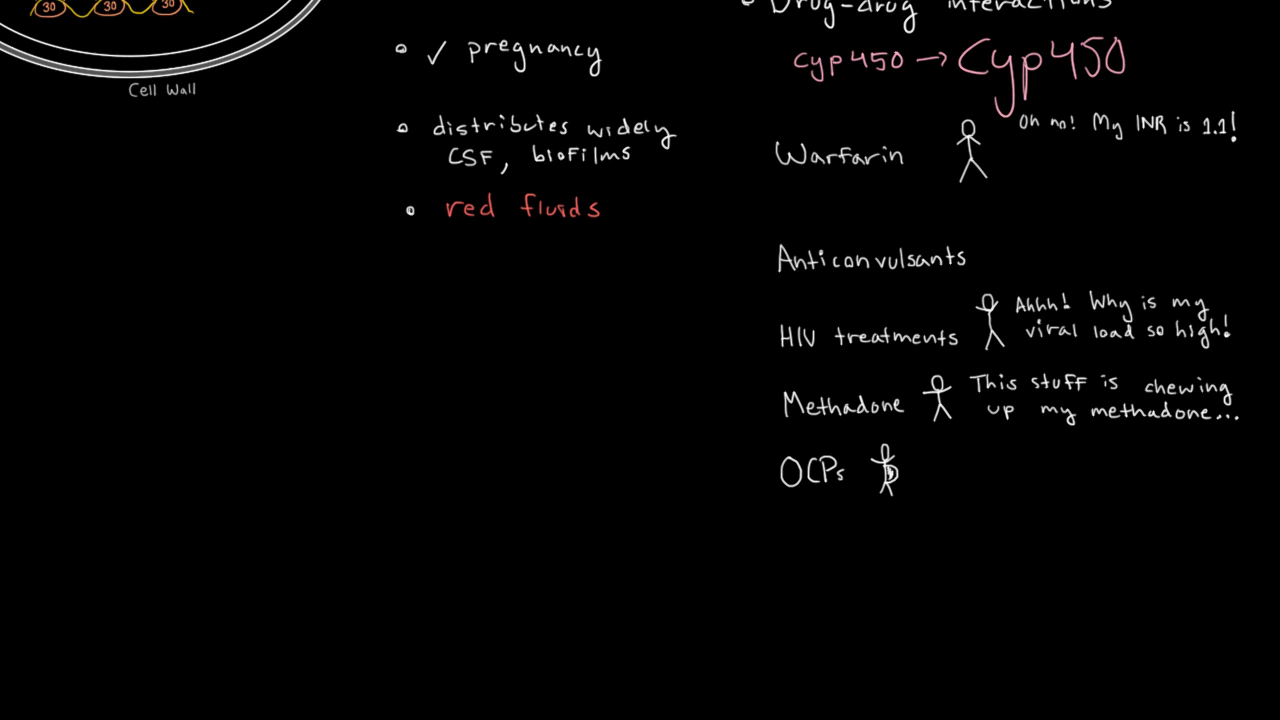 30 30 30
Cell Wall
• ✓ pregnancy
• distributes widely
CSF, biofilms
• red fluids
• Drug-drug interactions
Cyp450 → Cyp450
Warfarin
Oh no! My INR is 1.1!
Anticonvulsants
HIV treatments
Ahhh! Why is my
viral load so high!
Methadone
This stuff is chewing
up my methadone...
OCPs